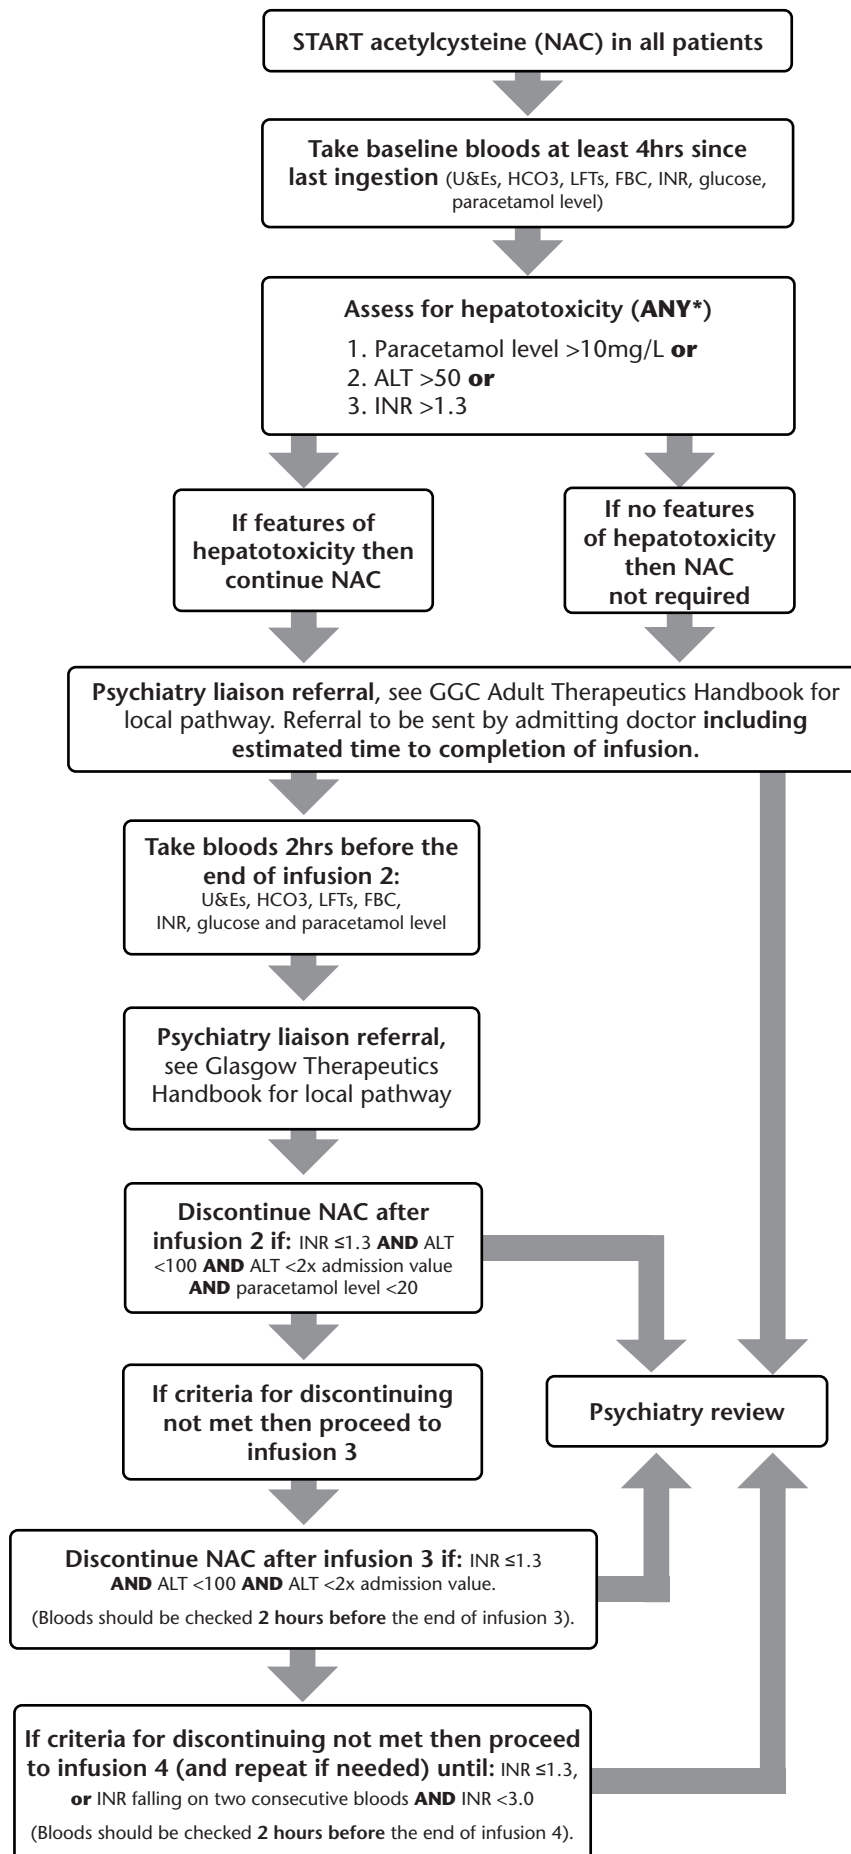 START acetylcysteine (NAC) in all patients
Take baseline bloods at least 4hrs since
last ingestion (U&Es, HCO3, LFTs, FBC, INR, glucose,
paracetamol level)
Assess for hepatotoxicity (ANY*)
1. Paracetamol level >10mg/L or
2. ALT >50 or
3. INR >1.3
If features of
hepatotoxicity then
continue NAC
If no features
of hepatotoxicity
then NAC
not required
Psychiatry liaison referral, see GGC Adult Therapeutics Handbook for
local pathway. Referral to be sent by admitting doctor including
estimated time to completion of infusion.
Take bloods 2hrs before the
end of infusion 2:
U&Es, HCO3, LFTs, FBC,
INR, glucose and paracetamol level
Psychiatry liaison referral,
see Glasgow Therapeutics
Handbook for local pathway
Discontinue NAC after
infusion 2 if: INR ≤1.3 AND ALT
<100 AND ALT <2x admission value
AND paracetamol level <20
If criteria for discontinuing
not met then proceed to
infusion 3
Psychiatry review
Discontinue NAC after infusion 3 if: INR ≤1.3
AND ALT <100 AND ALT <2x admission value.
(Bloods should be checked 2 hours before the end of infusion 3).
If criteria for discontinuing not met then proceed
to infusion 4 (and repeat if needed) until: INR ≤1.3,
or INR falling on two consecutive bloods AND INR <3.0
(Bloods should be checked 2 hours before the end of infusion 4).